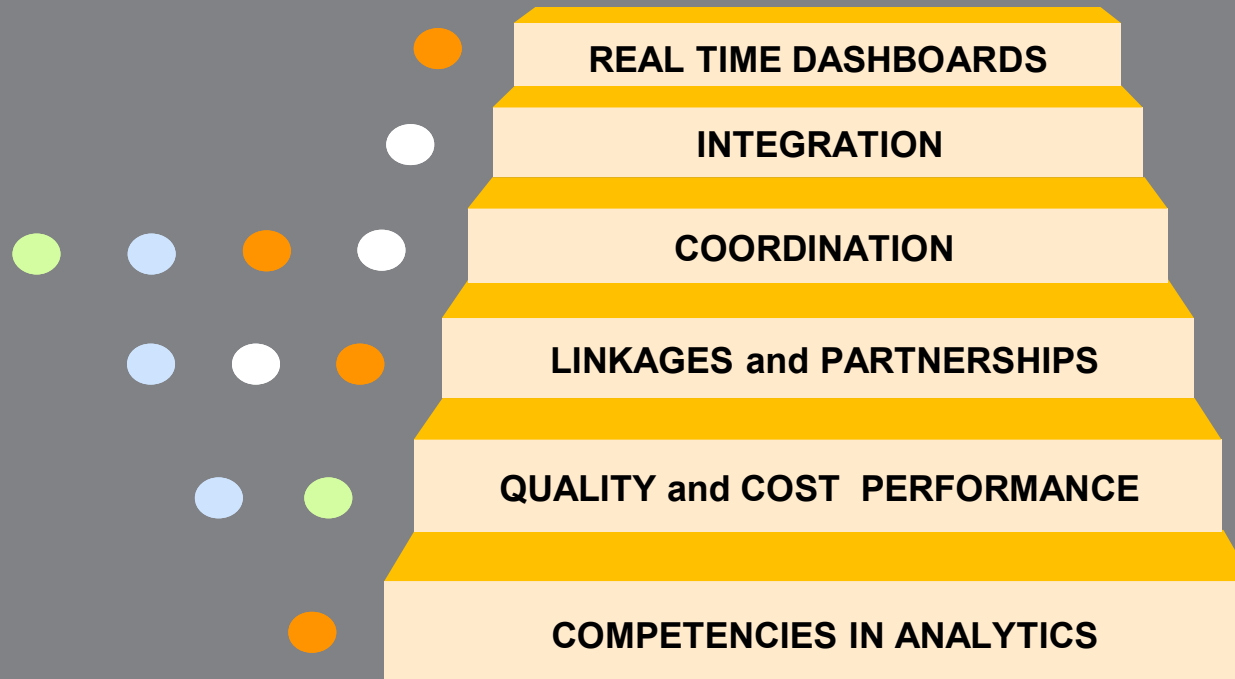 REAL TIME DASHBOARDS
INTEGRATION
COORDINATION
LINKAGES and PARTNERSHIPS
QUALITY and COST  PERFORMANCE
COMPETENCIES IN ANALYTICS